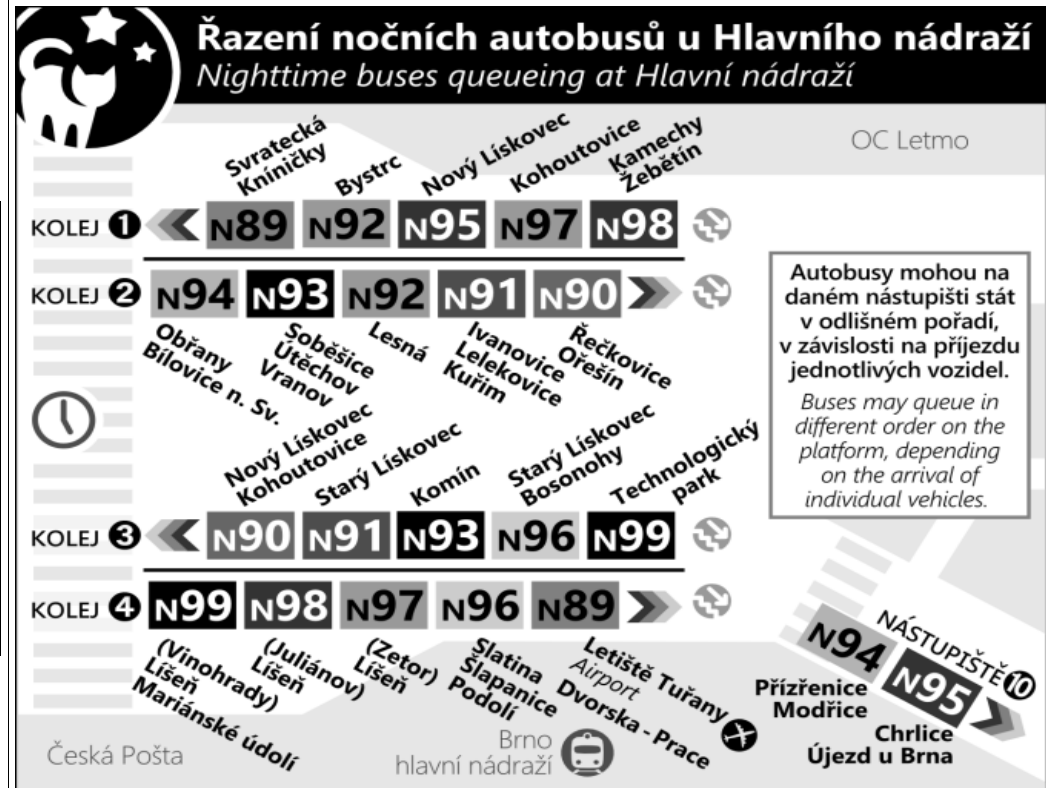 Řazení nočních autobusů u Hlavního nádraží
Nighttime buses queueing at Hlavní nádraží
OC Letmo
Svratecká
Kníničky
Bystrc
Nový Lískovec
Kohoutovice
Kamechy
Žebětín
KOLEJ 1 N89 N92 N95 N97 N98
KOLEJ 2 N94 N93 N92 N91 N90
Obřany
Bílovice n. Sv.
Soběšice
Útěchov
Vranov
Lesná
Ivanovice
Lelekovice
Kuřim
Řečkovice
Ořešín
Autobusy mohou na
daném nástupišti stát
v odlišném pořadí,
v závislosti na příjezdu
jednotlivých vozidel.
Buses may queue in
different order on the
platform, depending
on the arrival of
individual vehicles.
Nový Lískovec
Kohoutovice
Starý Lískovec
Komín
Starý Lískovec
Bosonohy
Technologický
park
KOLEJ 3 N90 N91 N93 N96 N99
KOLEJ 4 N99 N98 N97 N96 N89
(Vinohrady)
Líšeň
Mariánské údolí
(Juliánov)
Líšeň
(Zetor)
Líšeň
Slatina
Šlapanice
Podolí
Letiště Tuřany
Airport
Dvorska - Prace
NÁSTUPIŠTĚ 10
N94 N95
Přízřenice
Modřice
Chrlice
Újezd u Brna
Česká Pošta
Brno
hlavní nádraží